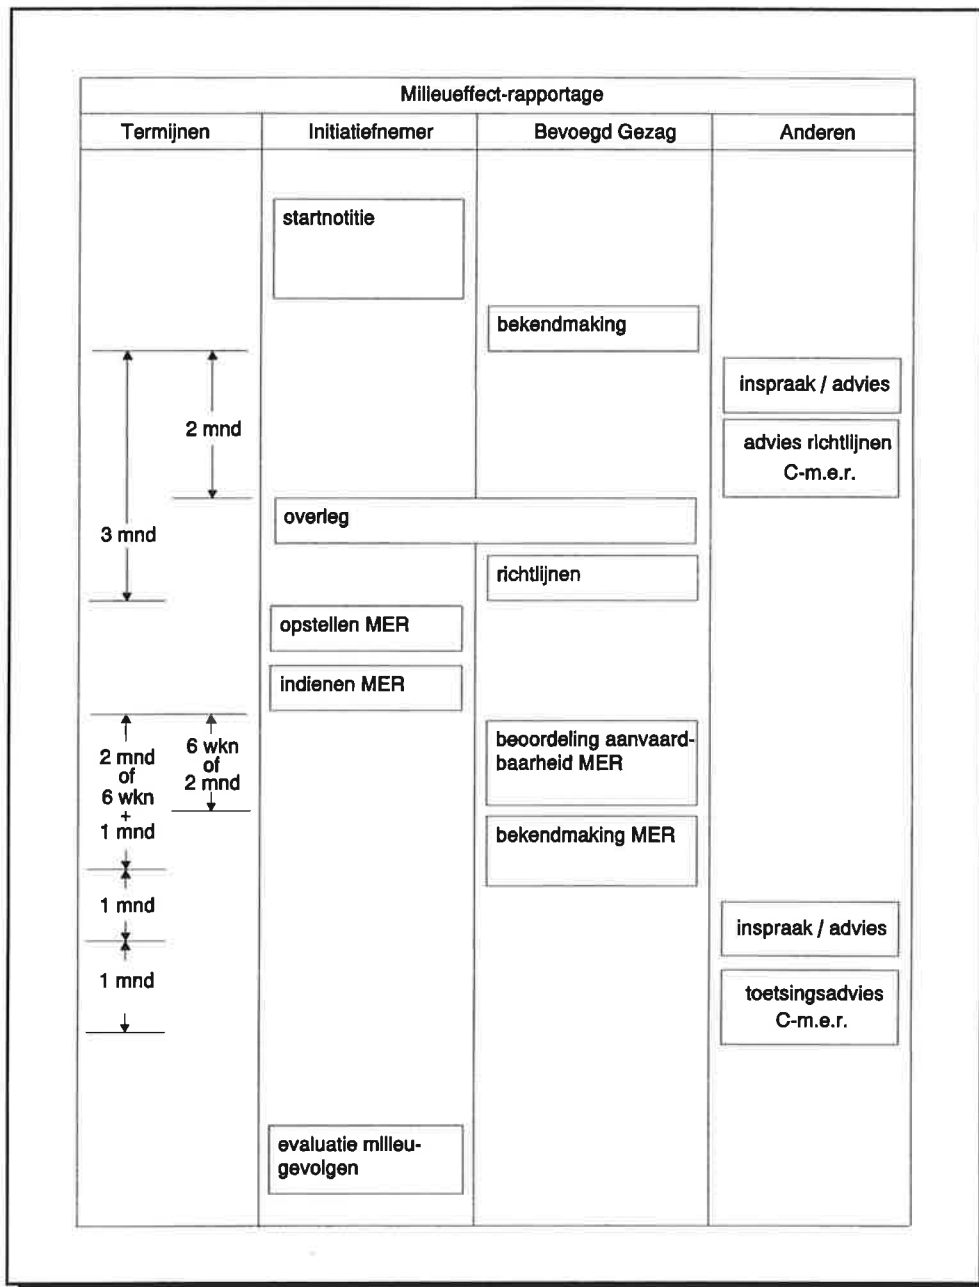 Milieueffect-rapportage
Termijnen
Initiatiefnemer
Bevoegd Gezag
Anderen
startnotitie
bekendmaking
inspraak / advies
2 mnd
advies richtlijnen
C-m.e.r.
3 mnd
overleg
richtlijnen
opstellen MER
indienen MER
2 mnd
of
6 wkn
+
1 mnd
6 wkn
of
2 mnd
beoordeling aanvaard-
baarheid MER
bekendmaking MER
1 mnd
inspraak / advies
1 mnd
toetsingsadvies
C-m.e.r.
evaluatie milieu-
gevolgen